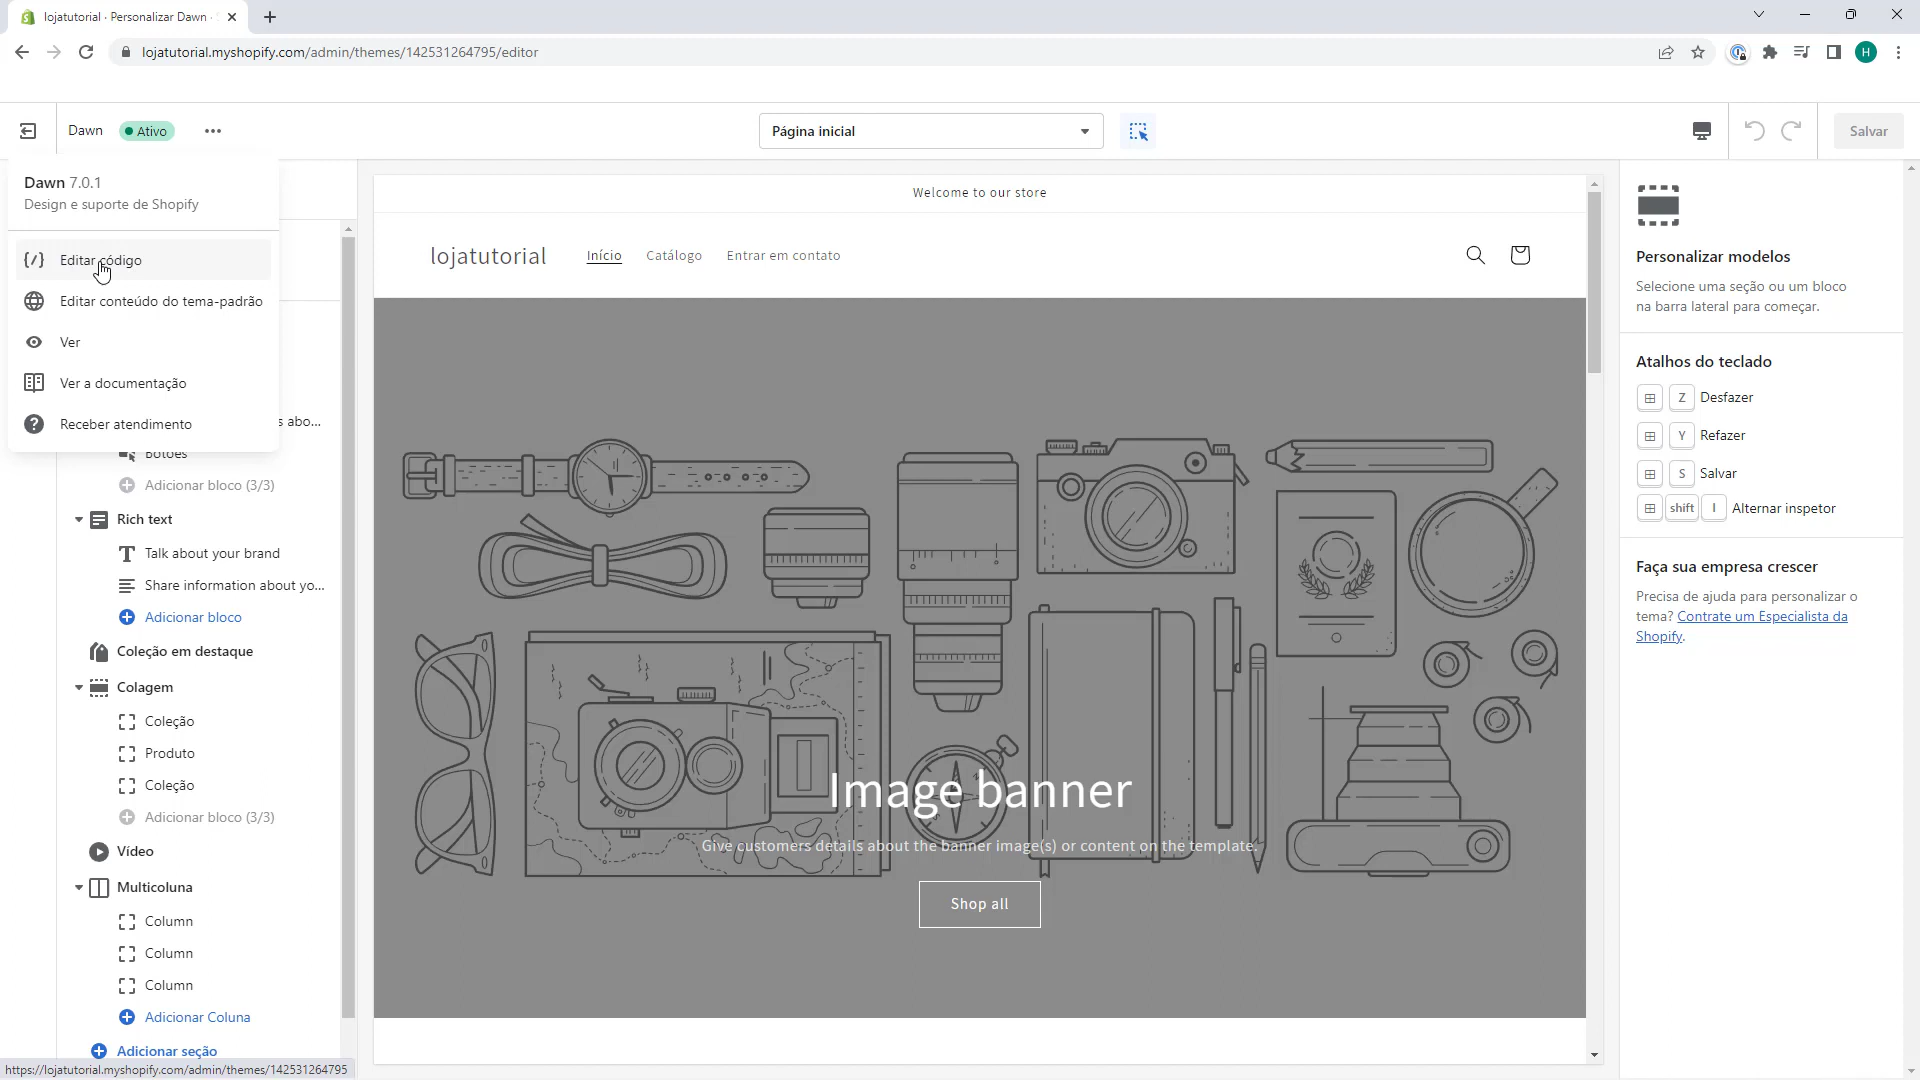 lojatutorial · Personalizar Dawn ·
lojatutorial.myshopify.com/admin/themes/142531264795/editor
H
Dawn
Ativo
Página inicial
Salvar
Dawn 7.0.1
Design e suporte de Shopify
Editar código
Editar conteúdo do tema-padrão
Ver
Ver a documentação
Receber atendimento
s abo...
Botões
Adicionar bloco (3/3)
Rich text
Talk about your brand
Share information about yo...
Adicionar bloco
Coleção em destaque
Colagem
Coleção
Produto
Coleção
Adicionar bloco (3/3)
Vídeo
Multicoluna
Column
Column
Column
Adicionar Coluna
Adicionar seção
https://lojatutorial.myshopify.com/admin/themes/142531264795
Welcome to our store
lojatutorial
Início
Catálogo
Entrar em contato
Image banner
Give customers details about the banner image(s) or content on the template.
Shop all
Personalizar modelos
Selecione uma seção ou um bloco
na barra lateral para começar.
Atalhos do teclado
Z Desfazer
Y Refazer
S Salvar
shift I Alternar inspetor
Faça sua empresa crescer
Precisa de ajuda para personalizar o
tema? Contrate um Especialista da
Shopify.